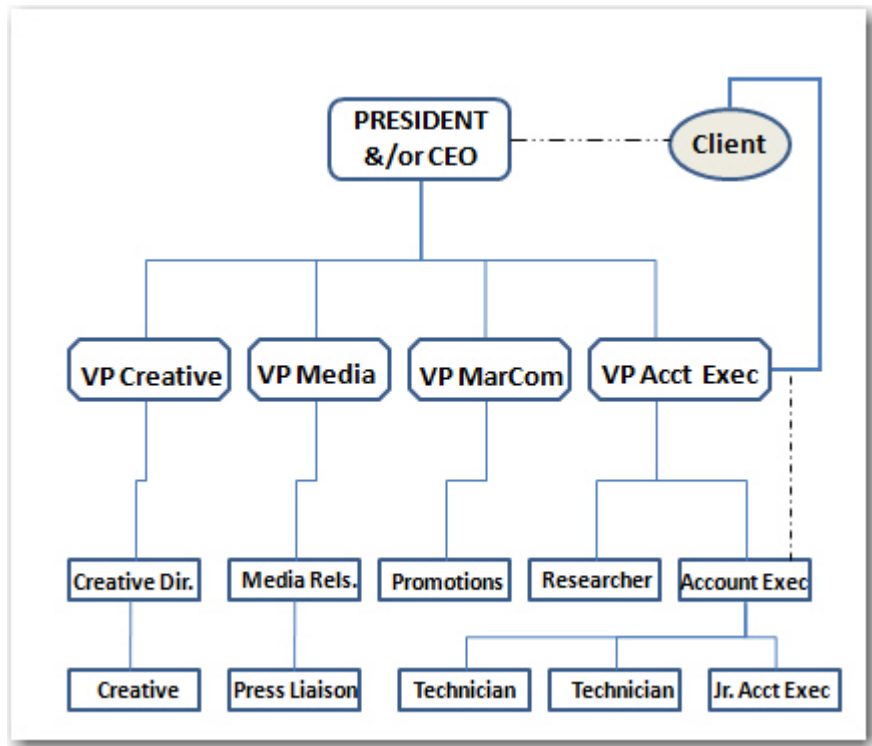 PRESIDENT
&/or CEO
Client
VP Creative
VP Media
VP MarCom
VP Acct Exec
Creative Dir.
Media Rels.
Promotions
Researcher
Account Exec
Creative
Press Liaison
Technician
Technician
Jr. Acct Exec